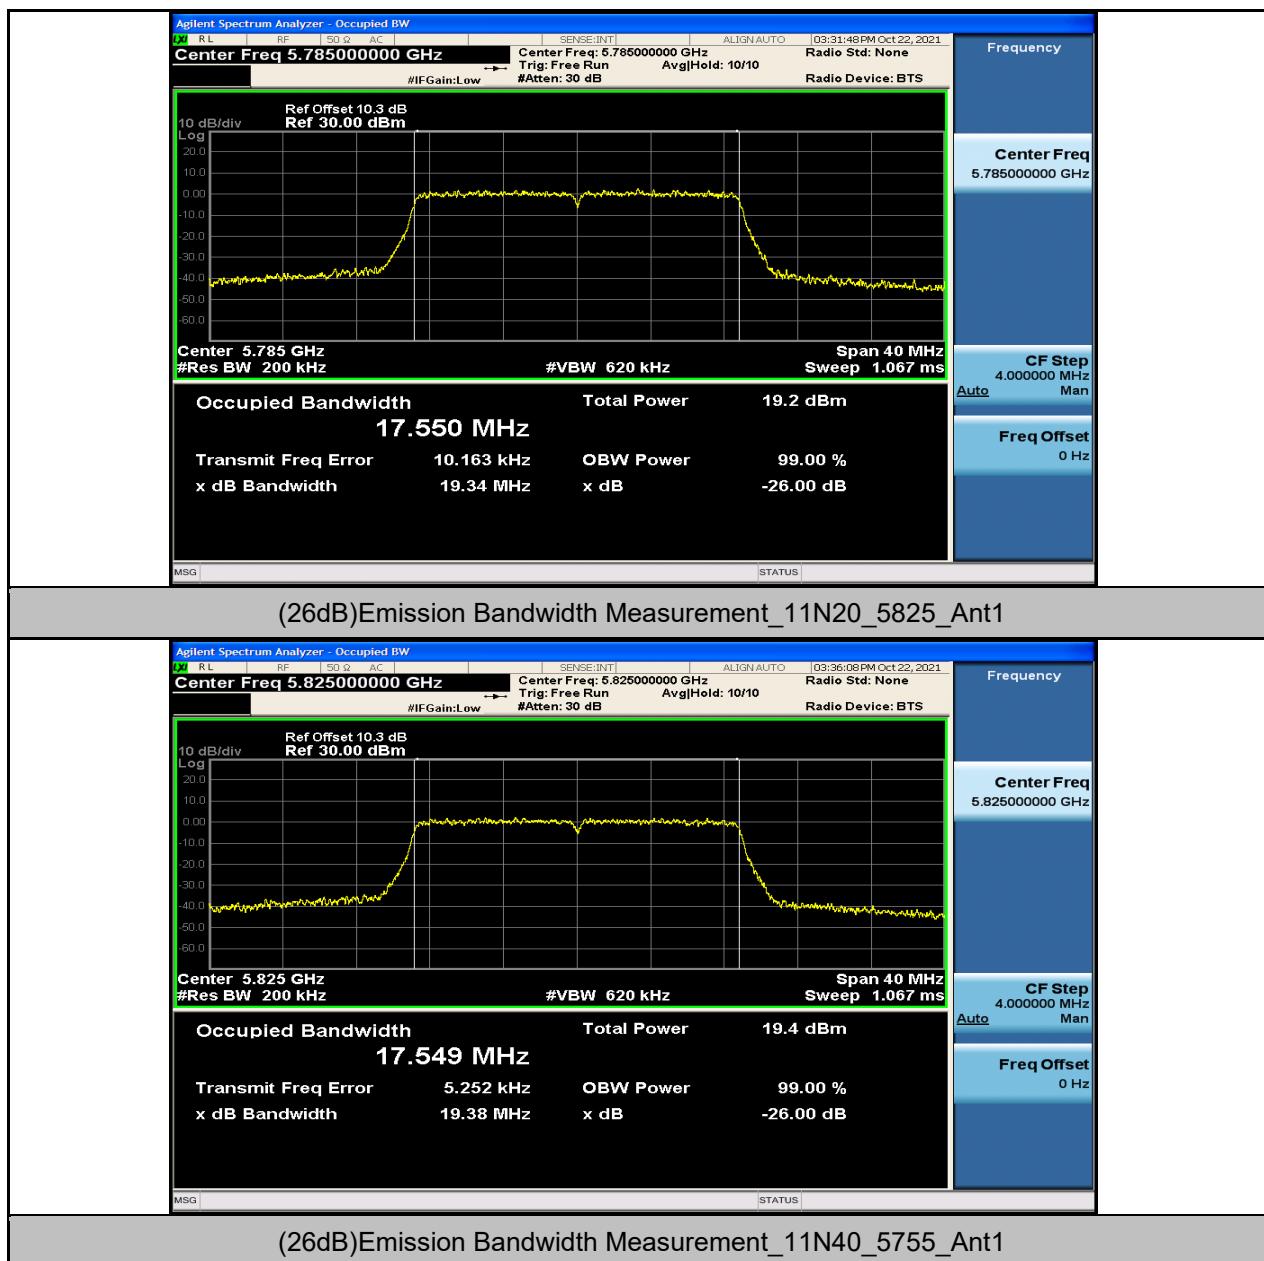 Agilent Spectrum Analyzer - Occupied BW
LXI RL RF 50 Ω AC SENSE:INT ALIGN AUTO 03:31:48 PM Oct 22, 2021
Center Freq 5.785000000 GHz Center Freq: 5.785000000 GHz Radio Std: None
Trig: Free Run Avg|Hold: 10/10
#IFGain:Low #Atten: 30 dB Radio Device: BTS
Frequency
Ref Offset 10.3 dB
10 dB/div Ref 30.00 dBm
Log
20.0
10.0
0.00
-10.0
-20.0
-30.0
-40.0
-50.0
-60.0
Center 5.785 GHz Span 40 MHz
#Res BW 200 kHz #VBW 620 kHz Sweep 1.067 ms
Center Freq
5.785000000 GHz
CF Step
4.000000 MHz
Auto Man
Freq Offset
0 Hz
Occupied Bandwidth Total Power 19.2 dBm
17.550 MHz
Transmit Freq Error 10.163 kHz OBW Power 99.00 %
x dB Bandwidth 19.34 MHz x dB -26.00 dB
MSG STATUS
(26dB)Emission Bandwidth Measurement_11N20_5825_Ant1
Agilent Spectrum Analyzer - Occupied BW
LXI RL RF 50 Ω AC SENSE:INT ALIGN AUTO 03:36:08 PM Oct 22, 2021
Center Freq 5.825000000 GHz Center Freq: 5.825000000 GHz Radio Std: None
Trig: Free Run Avg|Hold: 10/10
#IFGain:Low #Atten: 30 dB Radio Device: BTS
Frequency
Ref Offset 10.3 dB
10 dB/div Ref 30.00 dBm
Log
20.0
10.0
0.00
-10.0
-20.0
-30.0
-40.0
-50.0
-60.0
Center 5.825 GHz Span 40 MHz
#Res BW 200 kHz #VBW 620 kHz Sweep 1.067 ms
Center Freq
5.825000000 GHz
CF Step
4.000000 MHz
Auto Man
Freq Offset
0 Hz
Occupied Bandwidth Total Power 19.4 dBm
17.549 MHz
Transmit Freq Error 5.252 kHz OBW Power 99.00 %
x dB Bandwidth 19.38 MHz x dB -26.00 dB
MSG STATUS
(26dB)Emission Bandwidth Measurement_11N40_5755_Ant1